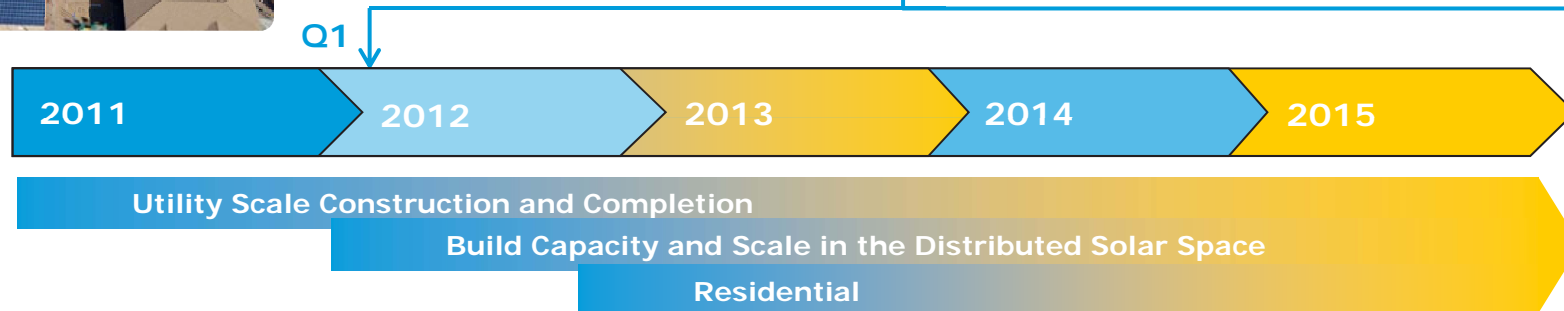 Q1
2011 2012 2013 2014 2015
Utility Scale Construction and Completion
Build Capacity and Scale in the Distributed Solar Space
Residential